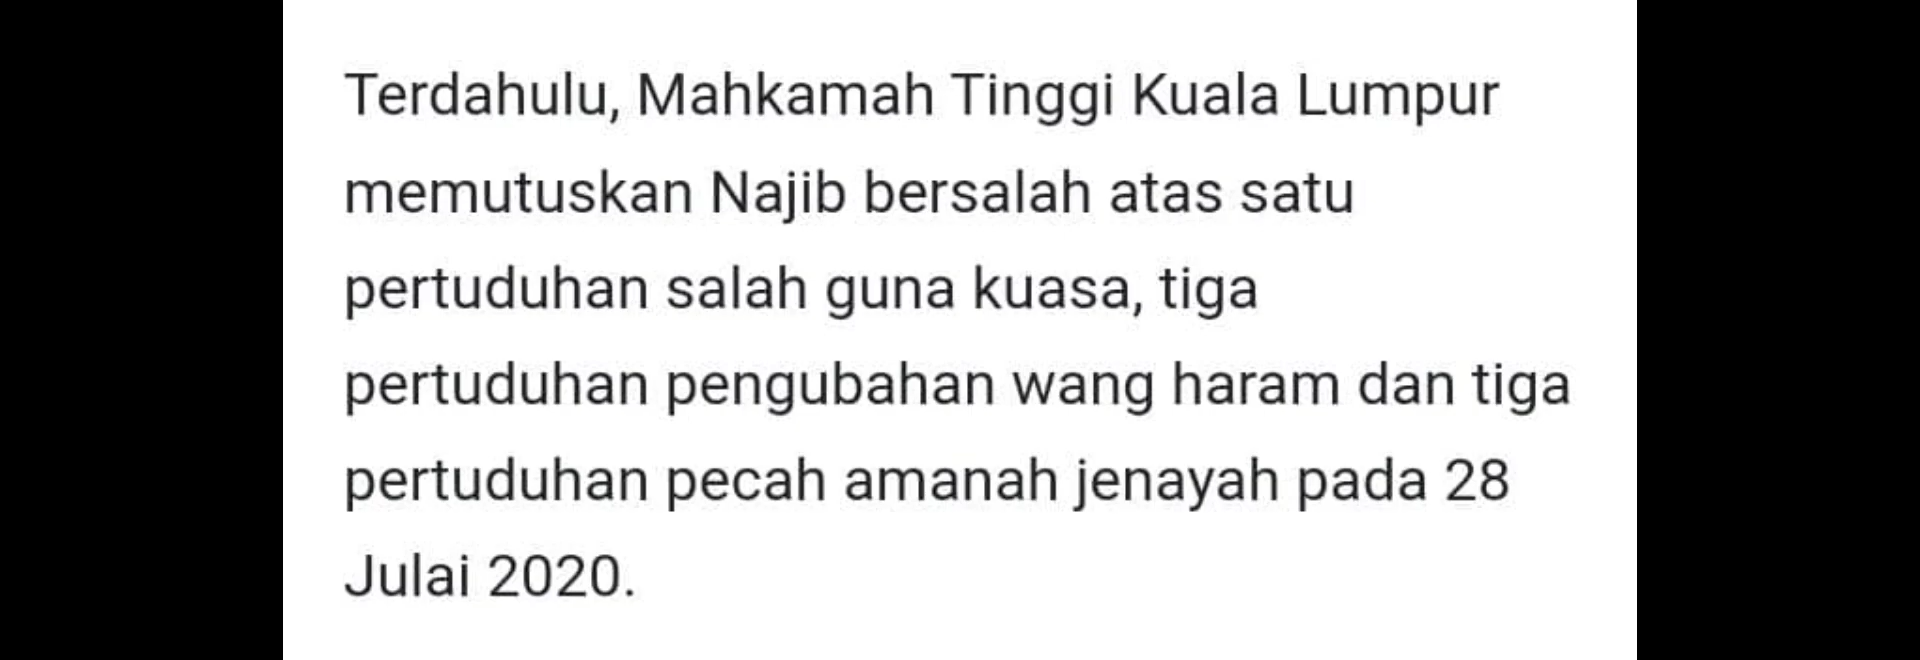 Terdahulu, Mahkamah Tinggi Kuala Lumpur
memutuskan Najib bersalah atas satu
pertuduhan salah guna kuasa, tiga
pertuduhan pengubahan wang haram dan tiga
pertuduhan pecah amanah jenayah pada 28
Julai 2020.